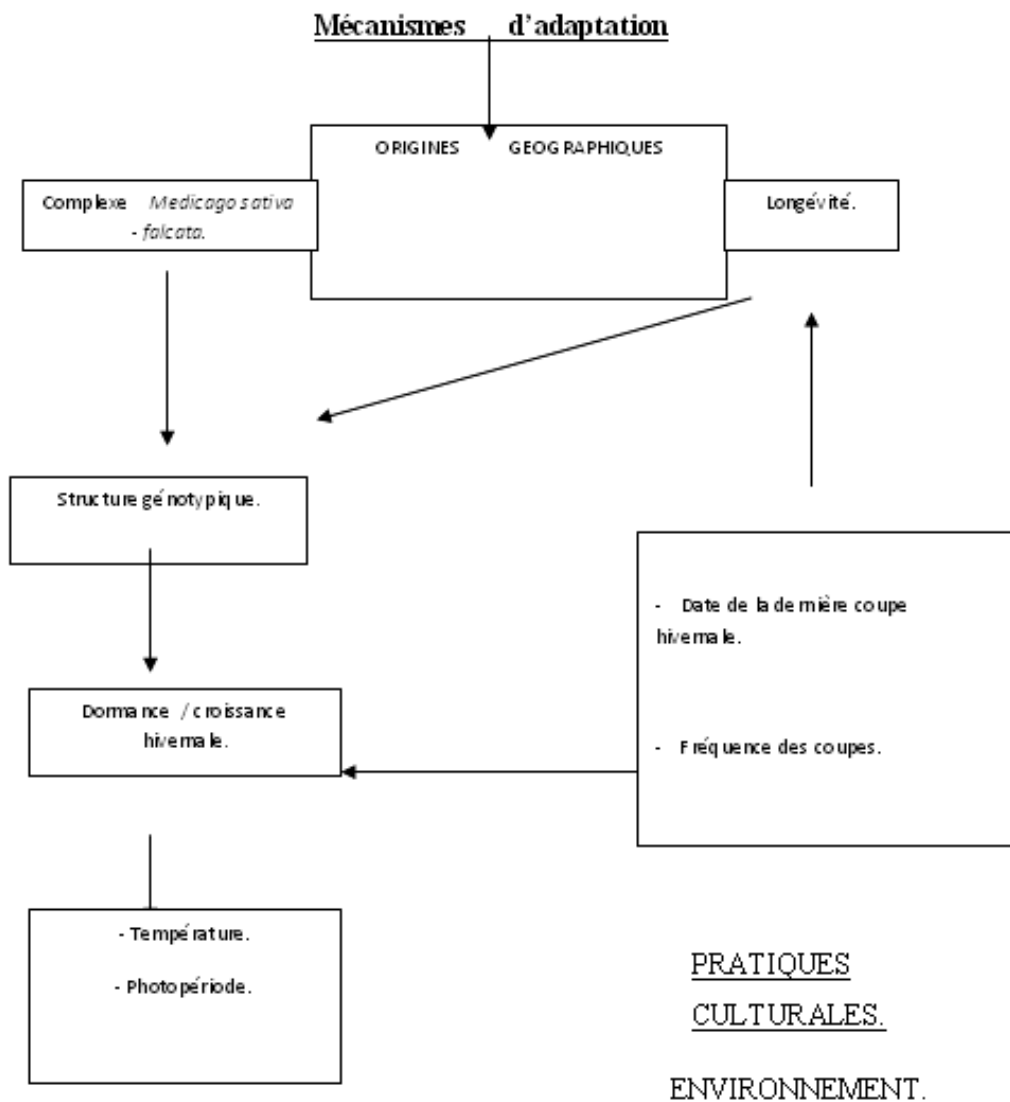 Mécanismes d'adaptation
ORIGINES GEOGRAPHIQUES
Complexe Medicago sativa
- falcata.
Longévité.
Structure génotypique.
- Date de la dernière coupe
hivernale.
Dormance / croissance
hivernale.
- Fréquence des coupes.
- Température.
- Photopériode.
PRATIQUES
CULTURALES.
ENVIRONNEMENT.